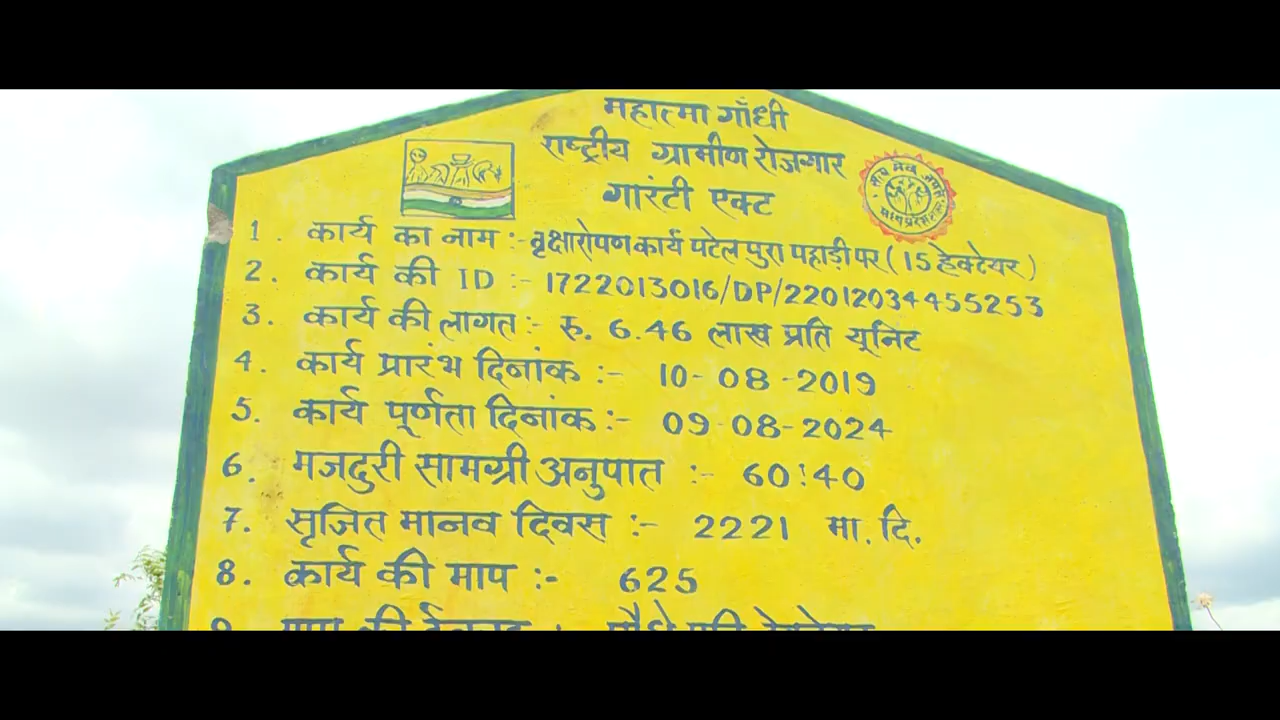 महात्मा गाँधी
राष्ट्रीय ग्रामीण रोजगार
गारंटी एक्ट
1. कार्य का नाम :- वृक्षारोपण कार्य पटेल पुरा पहाड़ी पर (15 हेक्टेयर)
2. कार्य की ID :- 1722013016/DP/22012034455253
3. कार्य की लागत :- रु. 6.46 लाख प्रति यूनिट
4. कार्य प्रारंभ दिनांक :- 10-08-2019
5. कार्य पूर्णता दिनांक :- 09-08-2024
6. मजदुरी सामग्री अनुपात :- 60:40
7. सृजित मानव दिवस :- 2221 मा. दि.
8. कार्य की माप :- 625